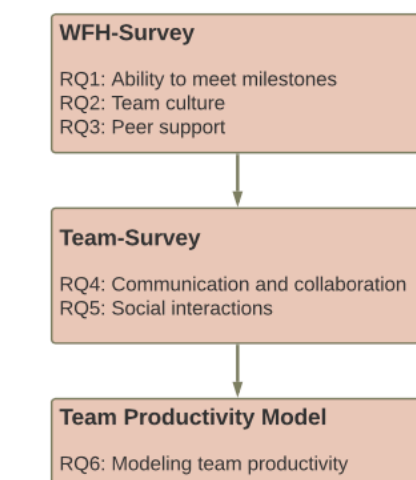 WFH-Survey
RQ1: Ability to meet milestones
RQ2: Team culture
RQ3: Peer support
Team-Survey
RQ4: Communication and collaboration
RQ5: Social interactions
Team Productivity Model
RQ6: Modeling team productivity